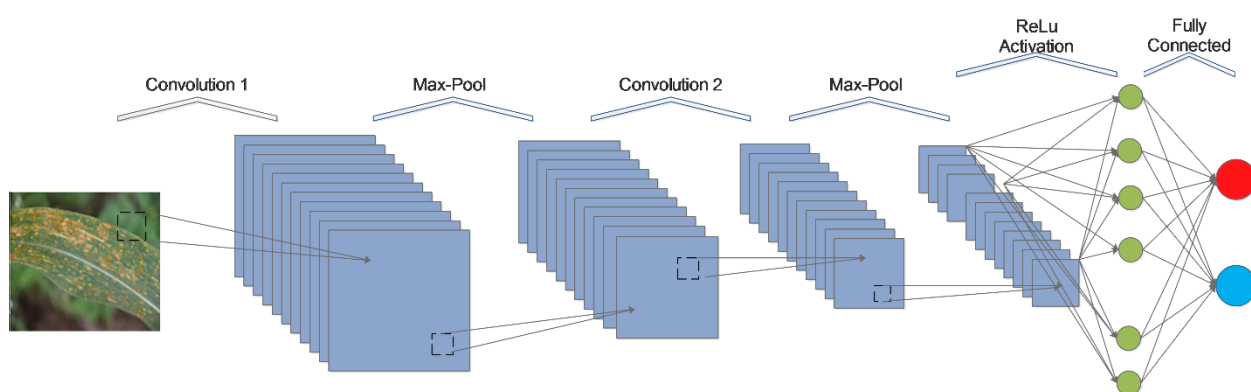 Convolution 1
Max-Pool
Convolution 2
Max-Pool
ReLu
Activation
Fully
Connected